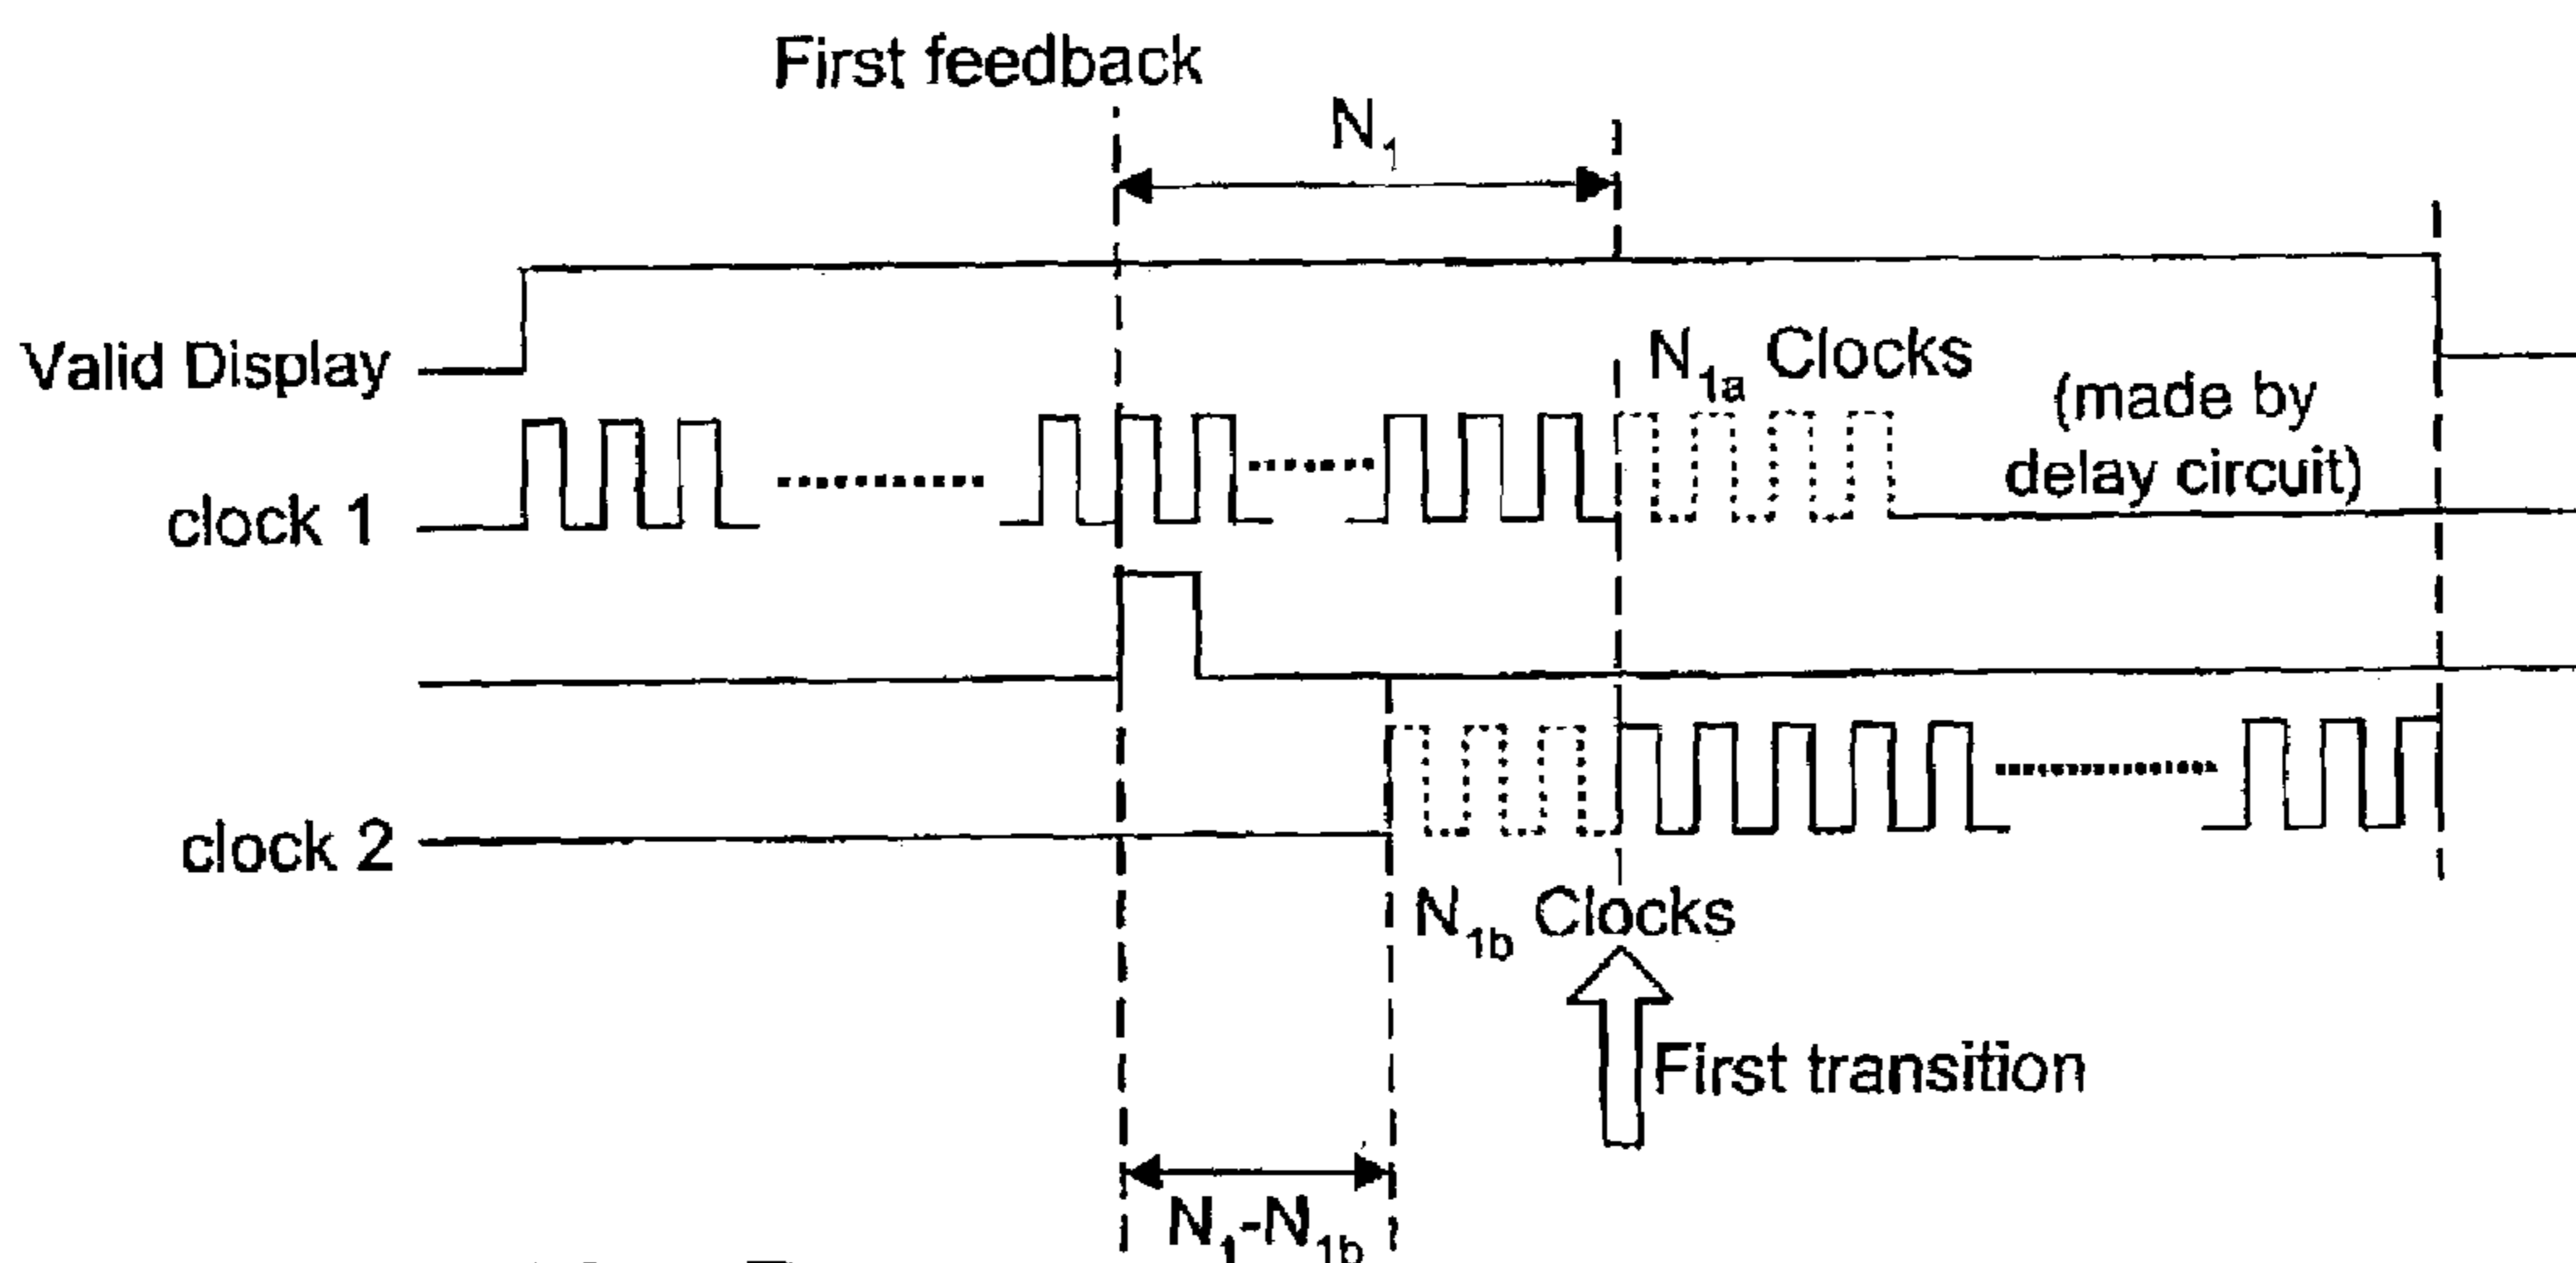 First feedback
N1
Valid Display
N1a Clocks
(made by
delay circuit)
clock 1
clock 2
N1b Clocks
First transition
N1-N1b